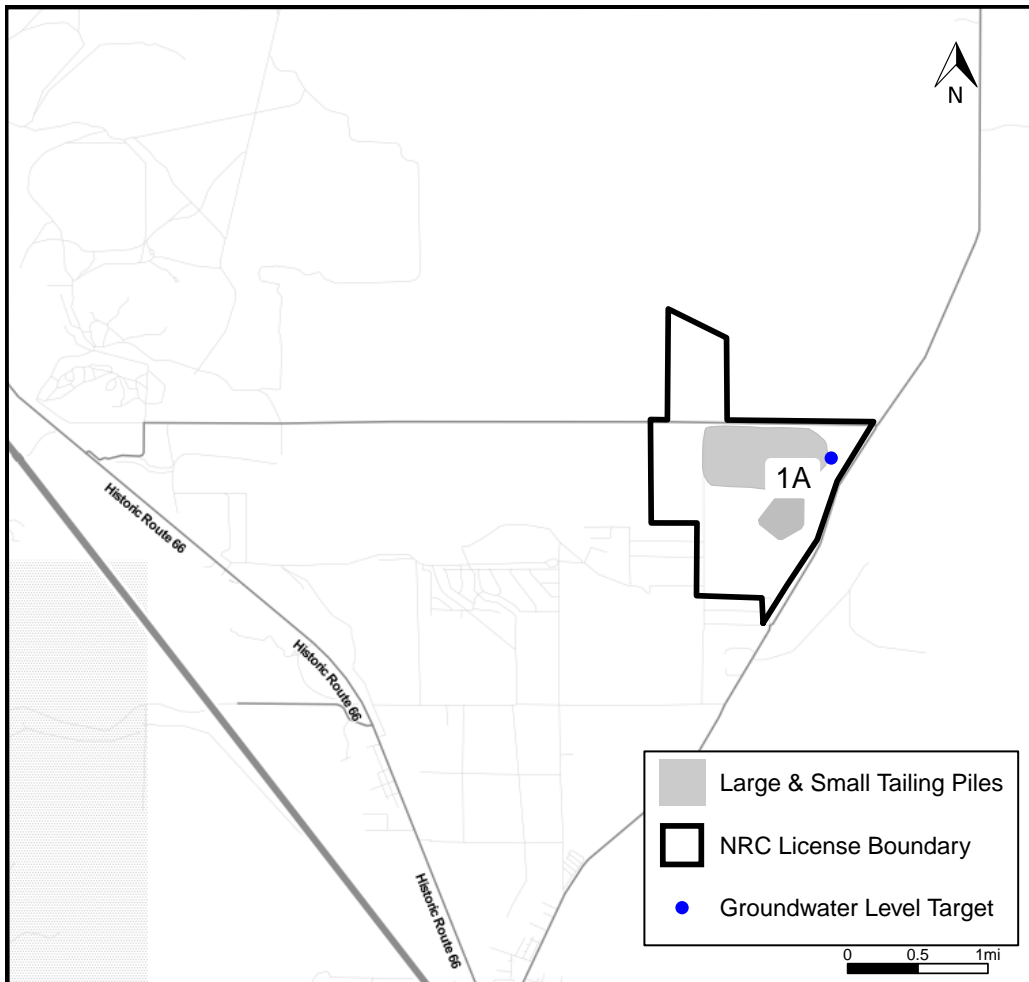 N
1A
Historic Route 66
Historic Route 66
Historic Route 66
Large & Small Tailing Piles
NRC License Boundary
Groundwater Level Target
0 0.5 1mi